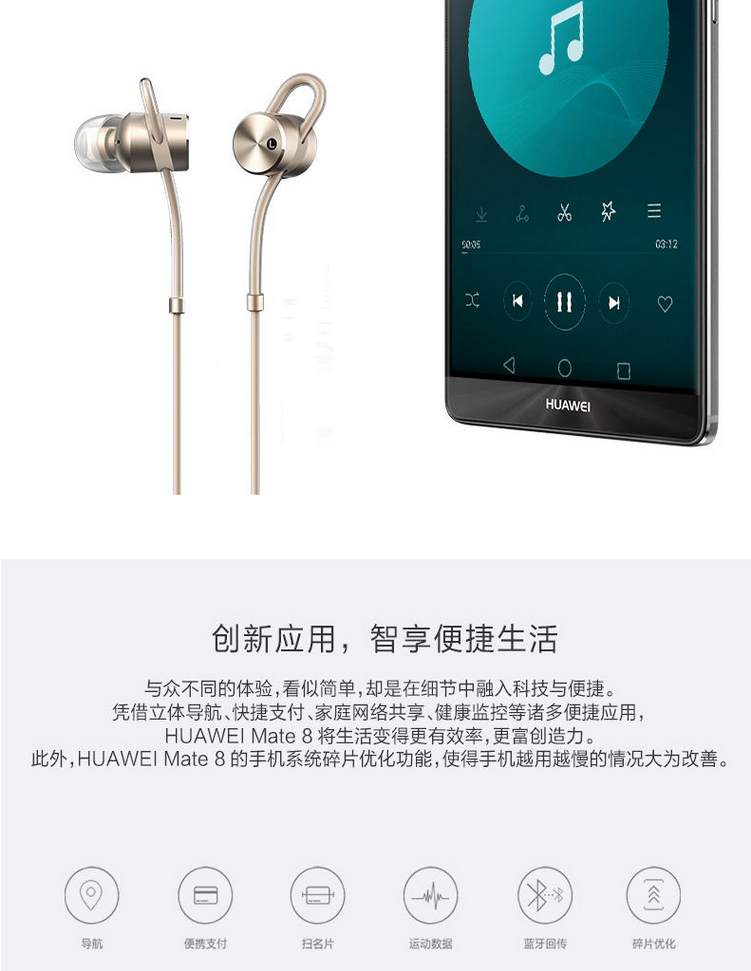 L
00:05
03:12
HUAWEI
创新应用，智享便捷生活
与众不同的体验，看似简单，却是在细节中融入科技与便捷。
凭借立体导航、快捷支付、家庭网络共享、健康监控等诸多便捷应用，
HUAWEI Mate 8 将生活变得更有效率，更富创造力。
此外，HUAWEI Mate 8 的手机系统碎片优化功能，使得手机越用越慢的情况大为改善。
导航 便携支付 扫名片 运动数据 蓝牙回传 碎片优化